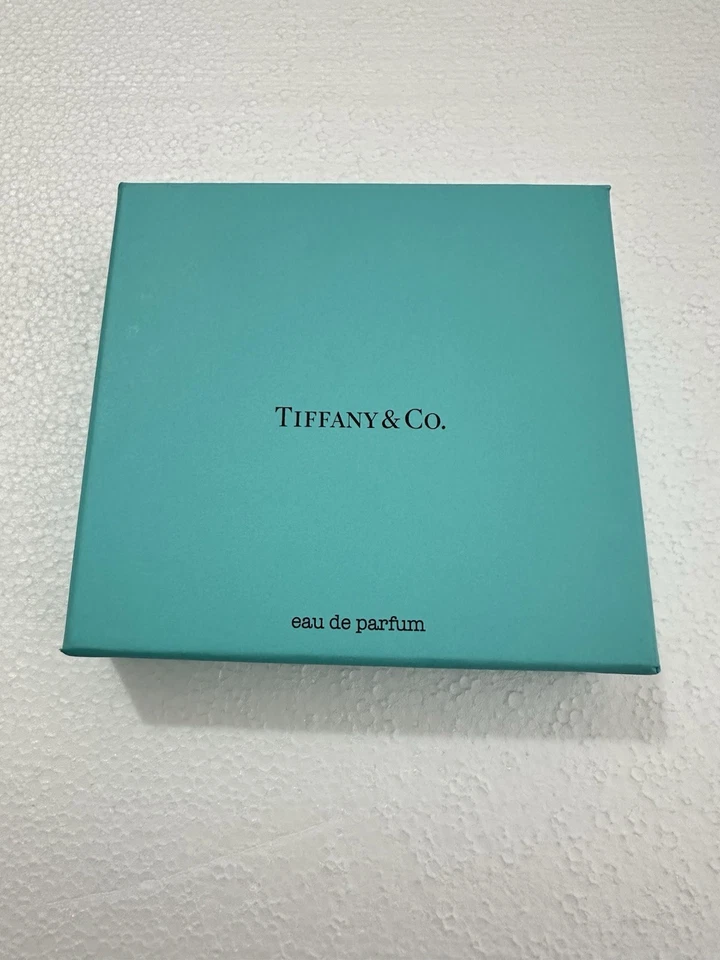 TIFFANY & CO.
eau de parfum